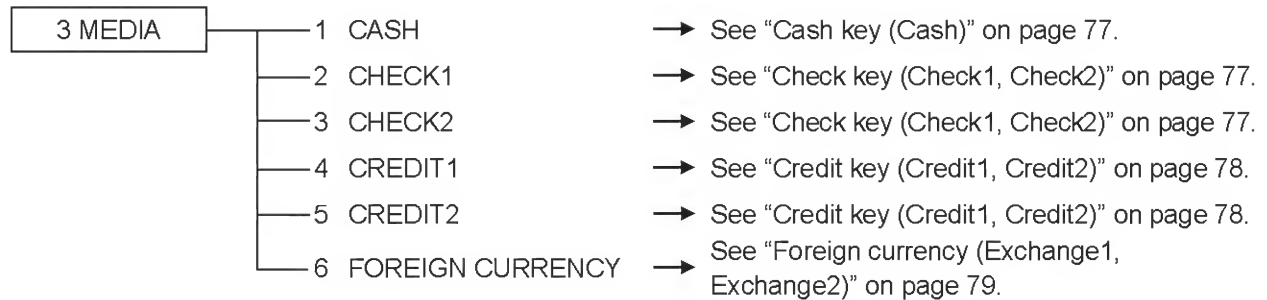 3 MEDIA
1 CASH → See “Cash key (Cash)” on page 77.
2 CHECK1 → See “Check key (Check1, Check2)” on page 77.
3 CHECK2 → See “Check key (Check1, Check2)” on page 77.
4 CREDIT1 → See “Credit key (Credit1, Credit2)” on page 78.
5 CREDIT2 → See “Credit key (Credit1, Credit2)” on page 78.
6 FOREIGN CURRENCY → See “Foreign currency (Exchange1,
Exchange2)” on page 79.